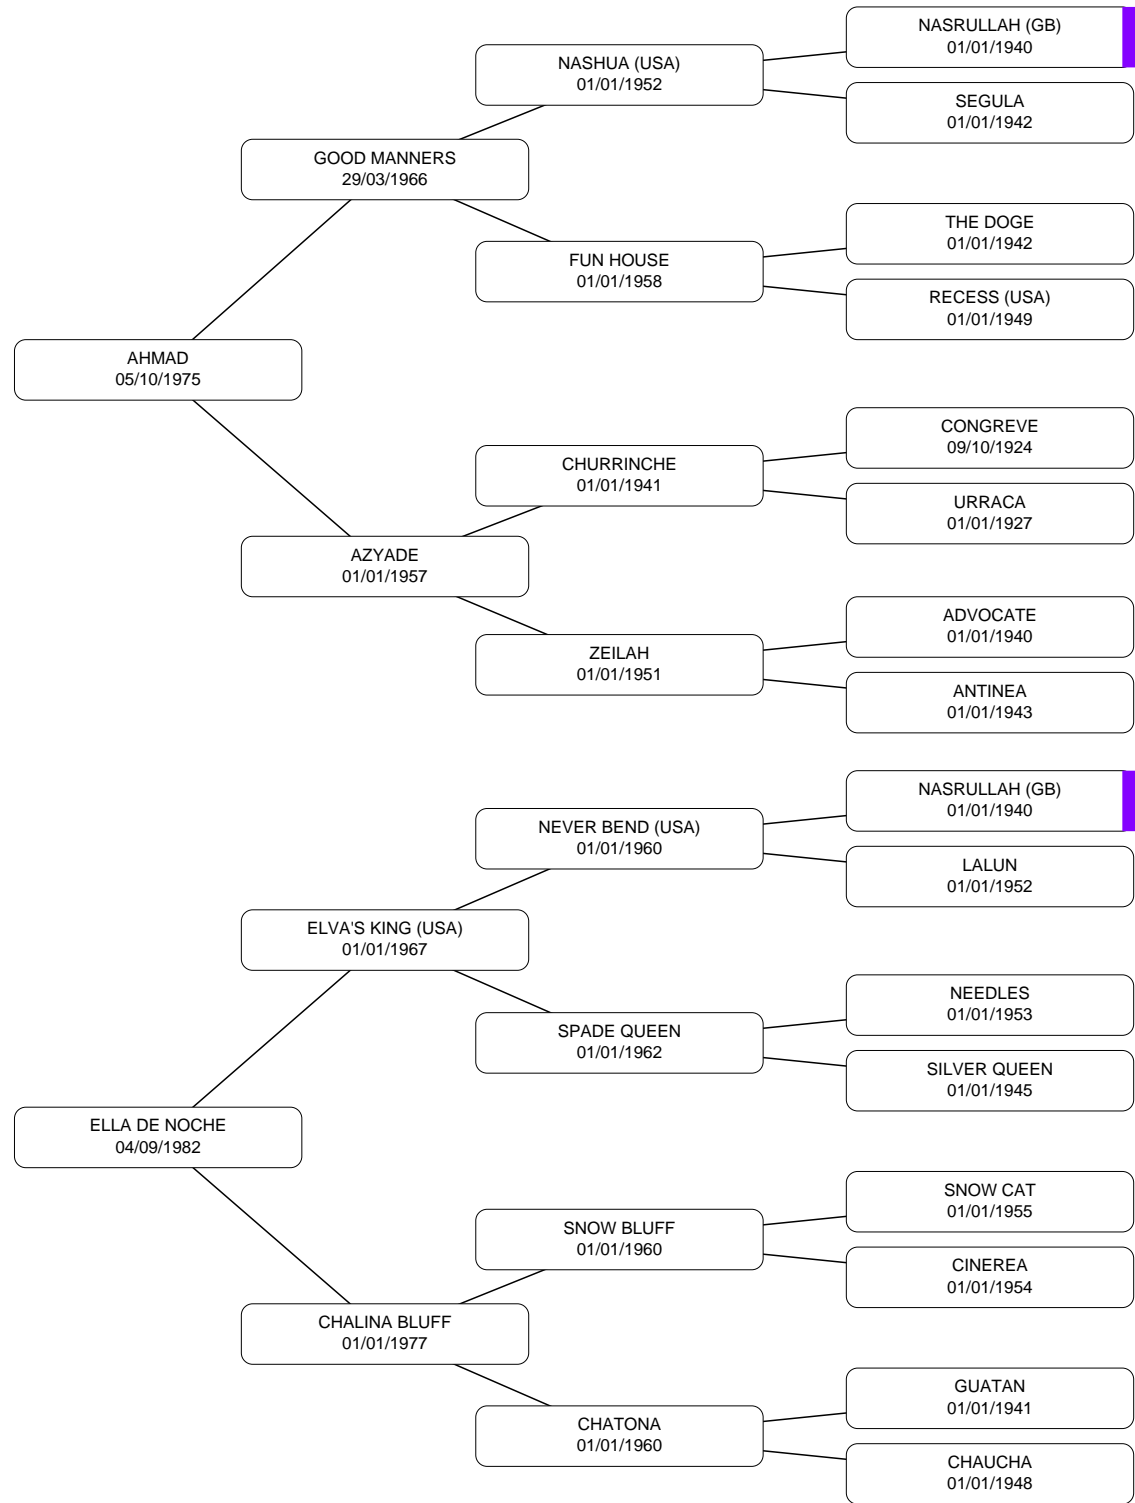 NASRULLAH (GB)
01/01/1940
NASHUA (USA)
01/01/1952
SEGULA
01/01/1942
GOOD MANNERS
29/03/1966
THE DOGE
01/01/1942
FUN HOUSE
01/01/1958
RECESS (USA)
01/01/1949
AHMAD
05/10/1975
CONGREVE
09/10/1924
CHURRINCHE
01/01/1941
URRACA
01/01/1927
AZYADE
01/01/1957
ADVOCATE
01/01/1940
ZEILAH
01/01/1951
ANTINEA
01/01/1943
NASRULLAH (GB)
01/01/1940
NEVER BEND (USA)
01/01/1960
LALUN
01/01/1952
ELVA'S KING (USA)
01/01/1967
NEEDLES
01/01/1953
SPADE QUEEN
01/01/1962
SILVER QUEEN
01/01/1945
ELLA DE NOCHE
04/09/1982
SNOW CAT
01/01/1955
SNOW BLUFF
01/01/1960
CINEREA
01/01/1954
CHALINA BLUFF
01/01/1977
GUATAN
01/01/1941
CHATONA
01/01/1960
CHAUCHA
01/01/1948